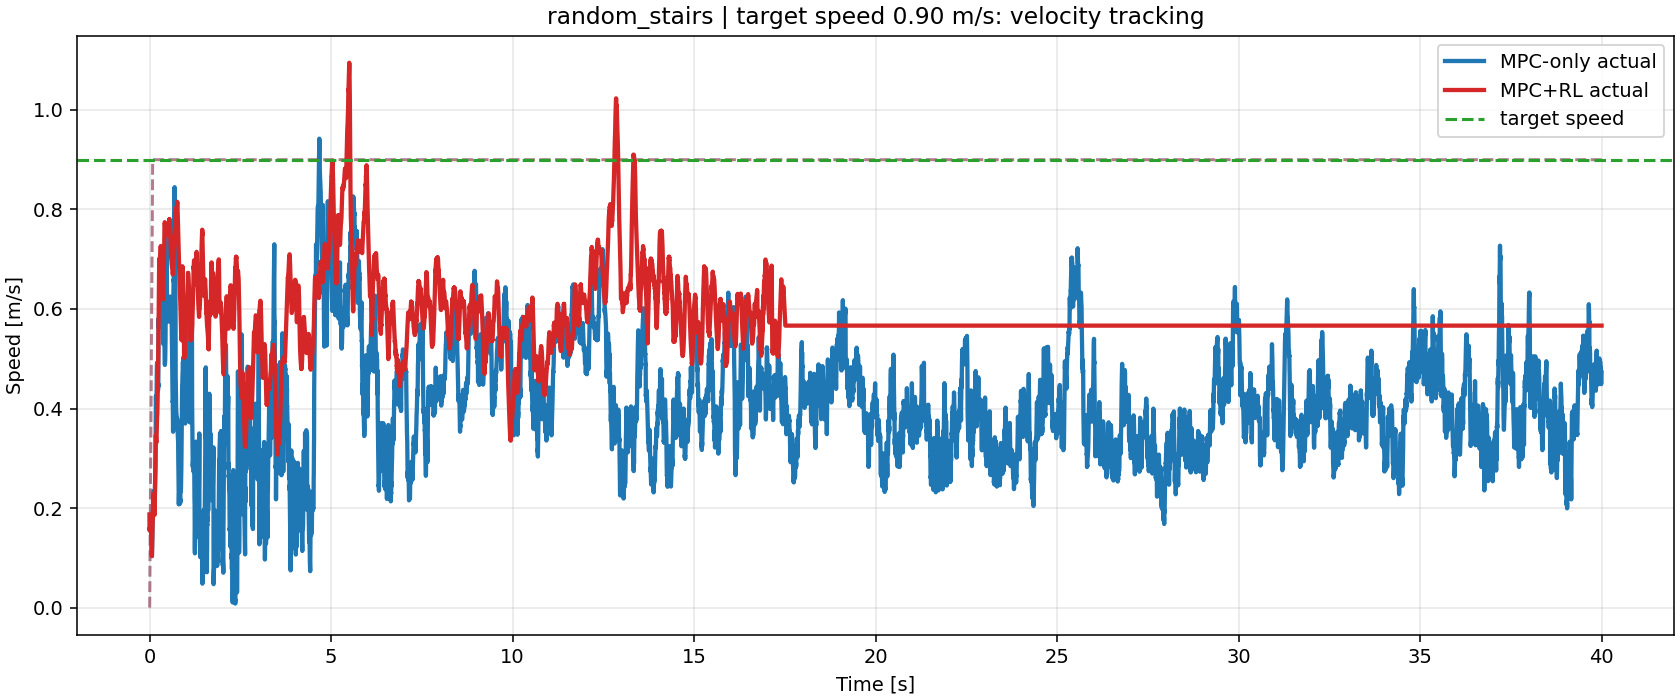 random_stairs | target speed 0.90 m/s: velocity tracking
MPC-only actual
MPC+RL actual
target speed
Speed [m/s]
1.0
0.8
0.6
0.4
0.2
0.0
0 5 10 15 20 25 30 35 40
Time [s]